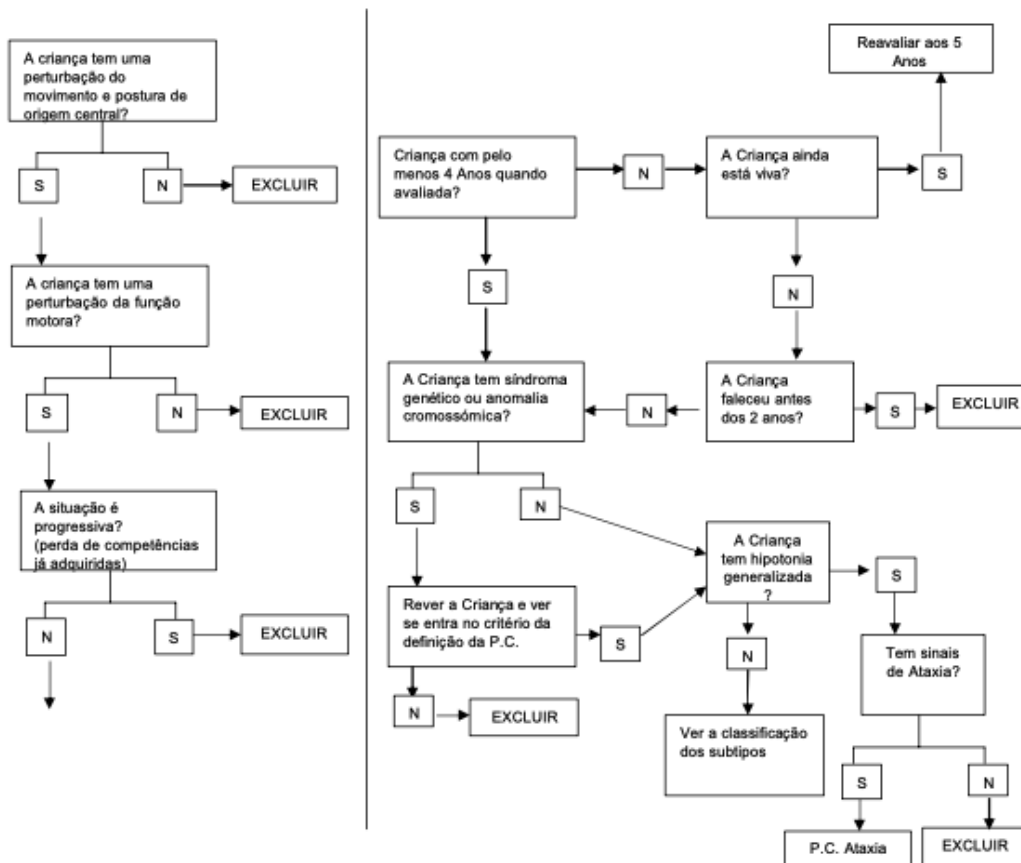 A criança tem uma
perturbação do
movimento e postura de
origem central?
S
N
EXCLUIR
A criança tem uma
perturbação da função
motora?
S
N
EXCLUIR
A situação é
progressiva?
(perda de competências
já adquiridas)
N
S
EXCLUIR
Reavaliar aos 5
Anos
Criança com pelo
menos 4 Anos quando
avaliada?
N
A Criança ainda
está viva?
S
S
N
A Criança tem síndroma
genético ou anomalia
cromossómica?
N
A Criança
faleceu antes
dos 2 anos?
S
EXCLUIR
S
N
A Criança
tem hipotonia
generalizada
?
S
Rever a Criança e ver
se entra no critério da
definição da P.C.
S
N
Tem sinais
de Ataxia?
N
EXCLUIR
Ver a classificação
dos subtipos
S
N
P.C. Ataxia
EXCLUIR